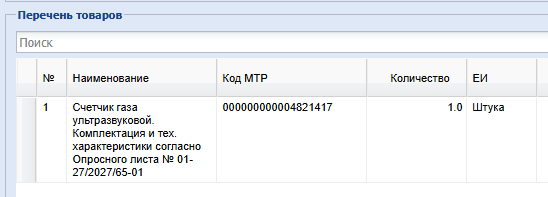 Перечень товаров
Поиск
№ Наименование Код МТР Количество ЕИ
1 Счетчик газа 000000000004821417 1.0 Штука
ультразвуковой.
Комплектация и тех.
характеристики согласно
Опросного листа № 01-
27/2027/65-01